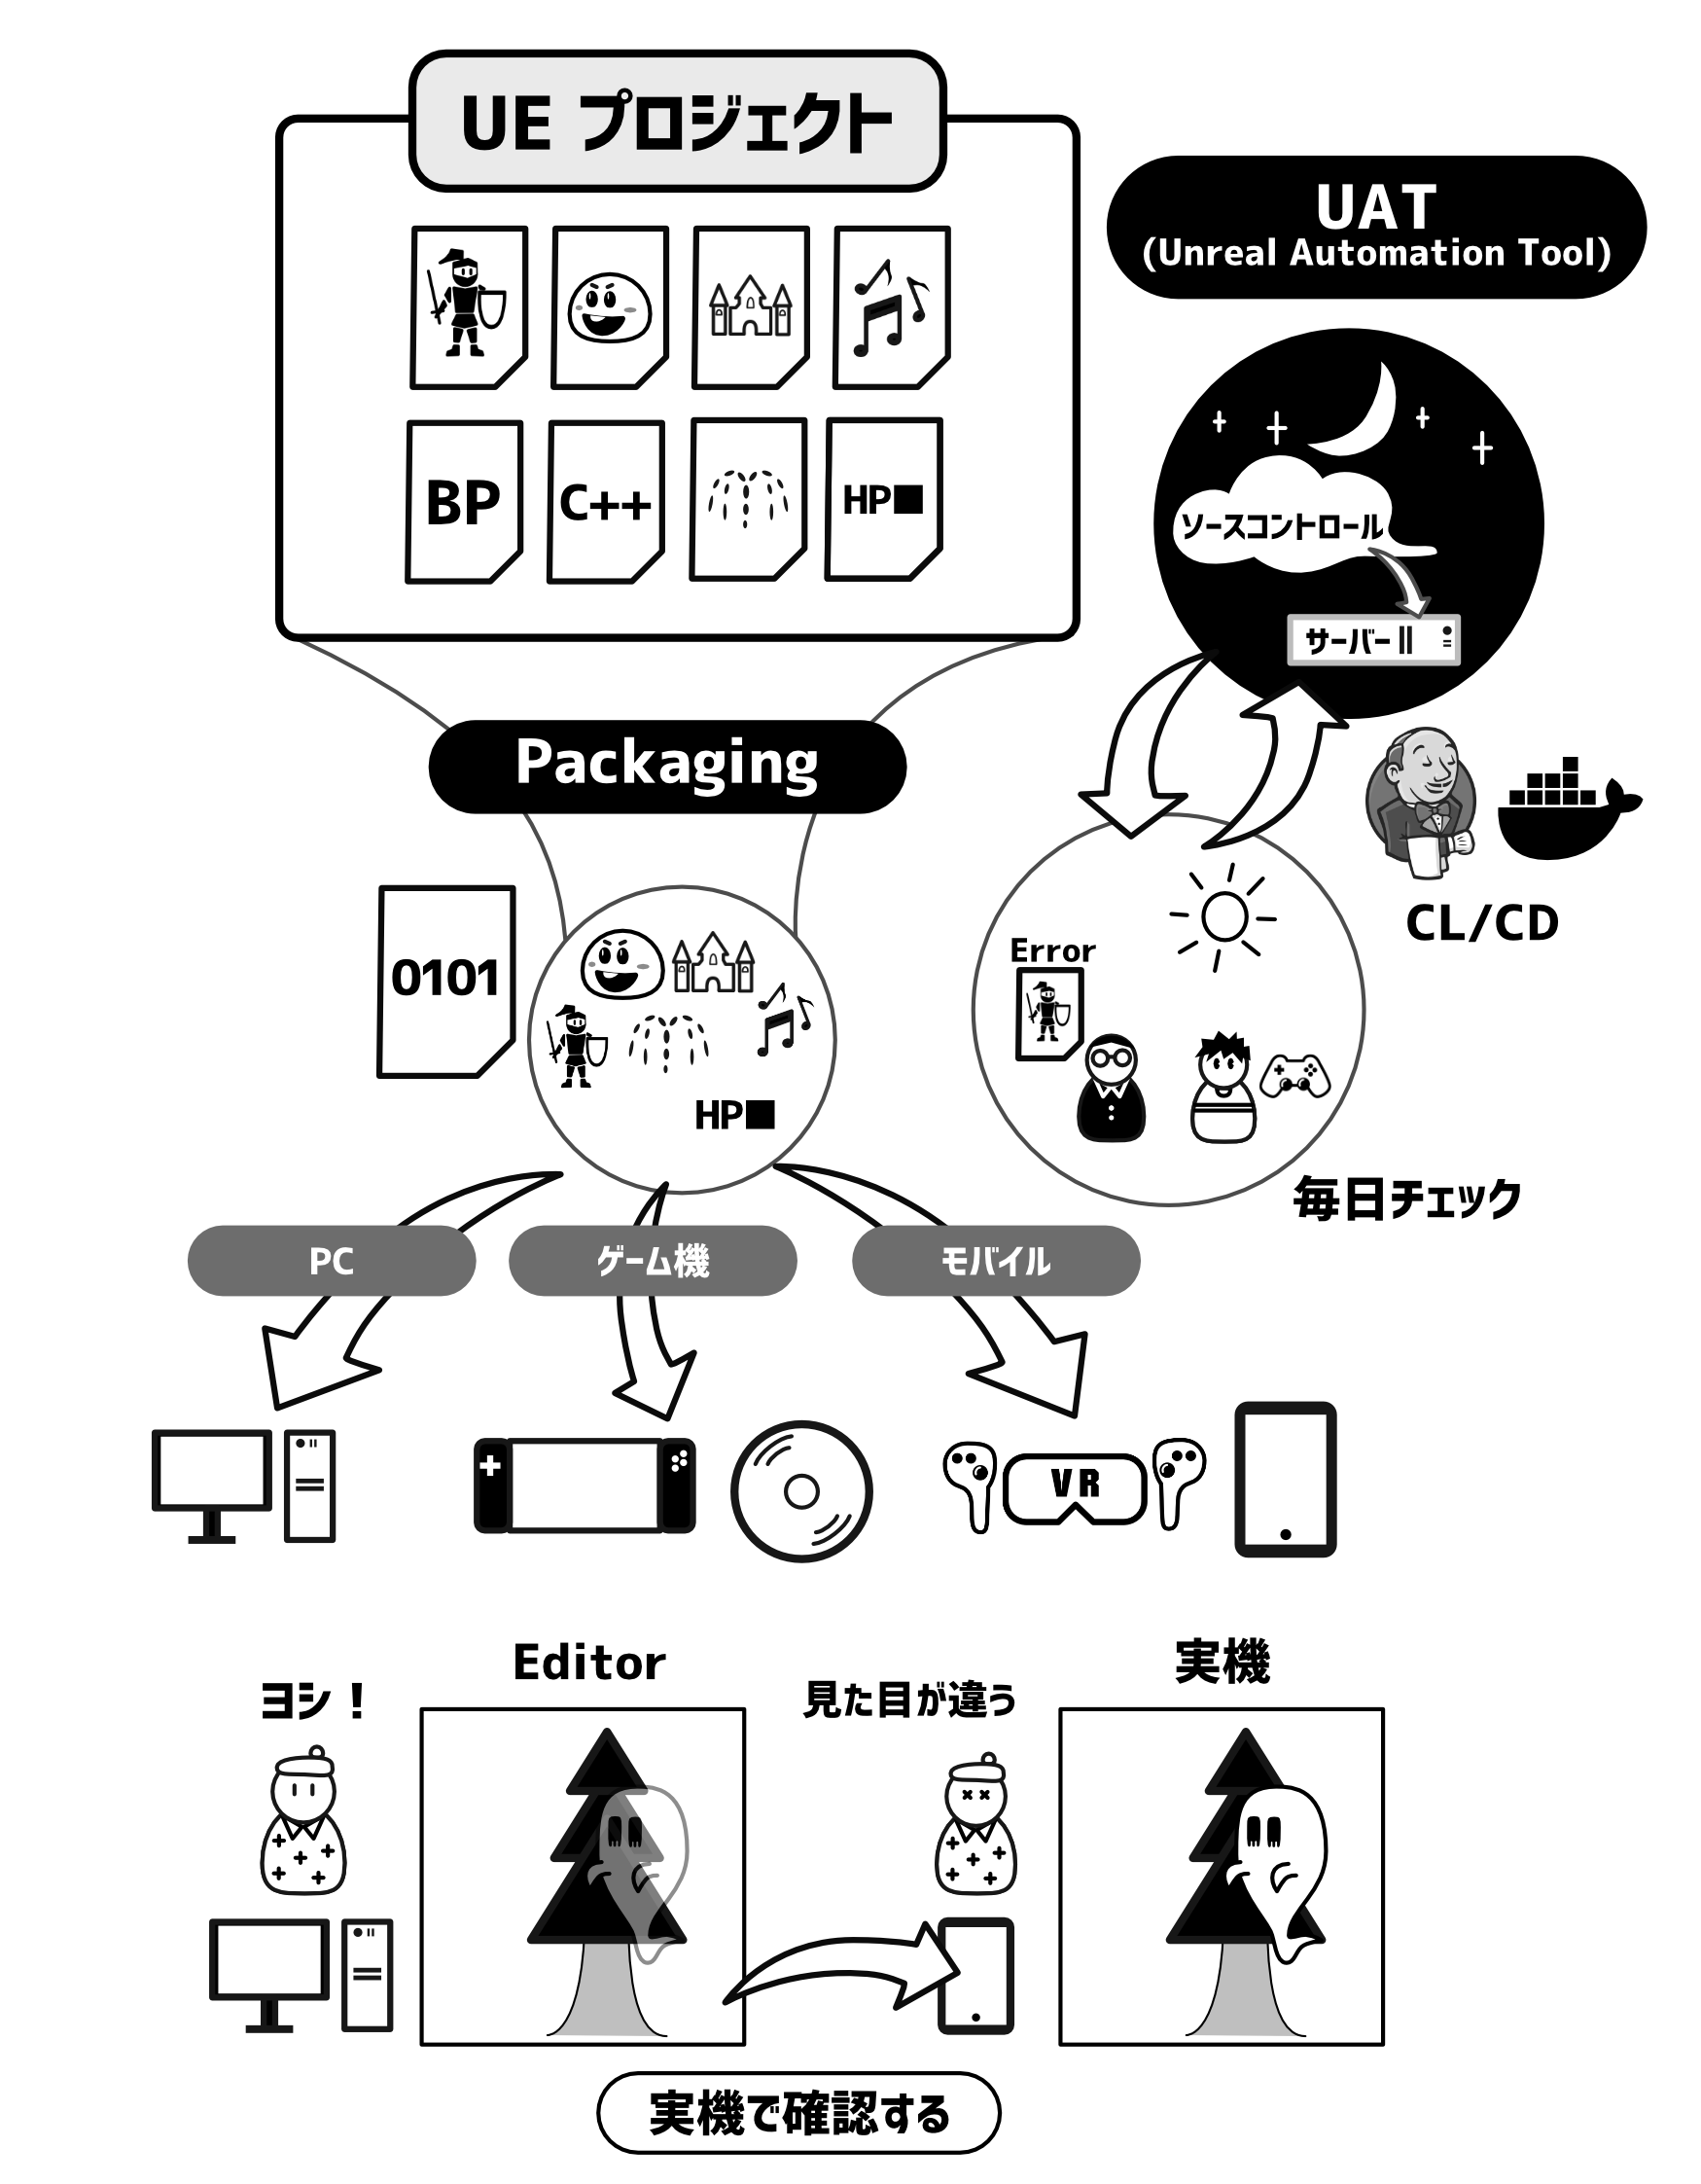 UE プロジェクト
UAT
(Unreal Automation Tool)
BP
C++
HP■
ソースコントロール
サーバー
Packaging
CL/CD
0101
HP■
Error
毎日チェック
PC
ゲーム機
モバイル
VR
Editor
実機
ヨシ！
見た目が違う
実機で確認する